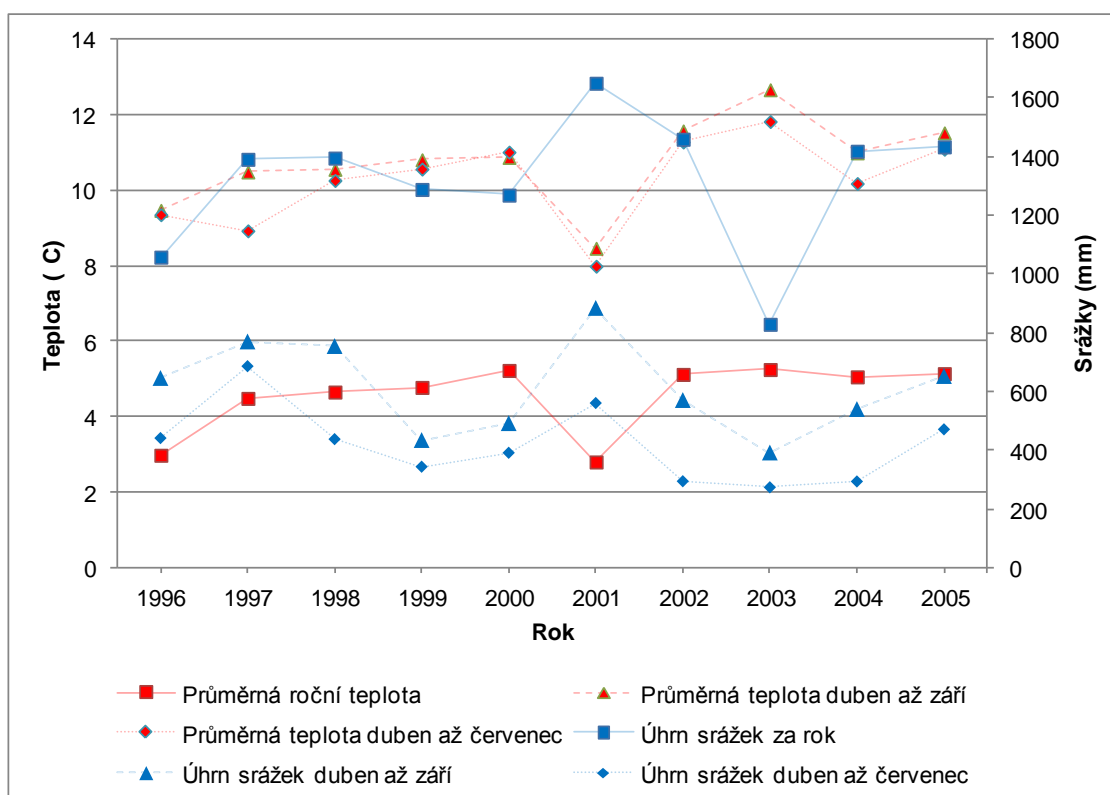 Teplota ( C)
14
12
10
8
6
4
2
0
1800
1600
1400
1200
1000
800
600
400
200
0
Srážky (mm)
1996 1997 1998 1999 2000 2001 2002 2003 2004 2005
Rok
Průměrná roční teplota
Průměrná teplota duben až září
Průměrná teplota duben až červenec
Úhrn srážek za rok
Úhrn srážek duben až září
Úhrn srážek duben až červenec